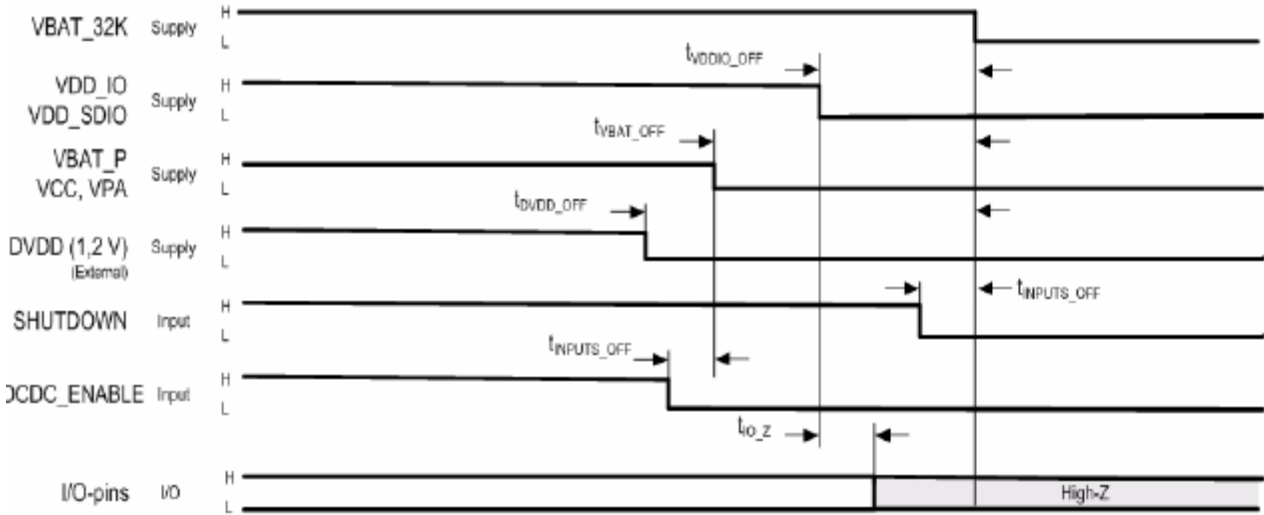 VBAT_32K Supply H
L
tVDDIO_OFF
VDD_IO
VDD_SDIO Supply H
L
tVBAT_OFF
VBAT_P
VCC, VPA Supply H
L
tDVDD_OFF
DVDD (1,2 V) Supply H
(External) L
SHUTDOWN Input H
L
tINPUTS_OFF
tINPUTS_OFF
DCDC_ENABLE Input H
L
tIO_Z
I/O-pins I/O H
L
High-Z